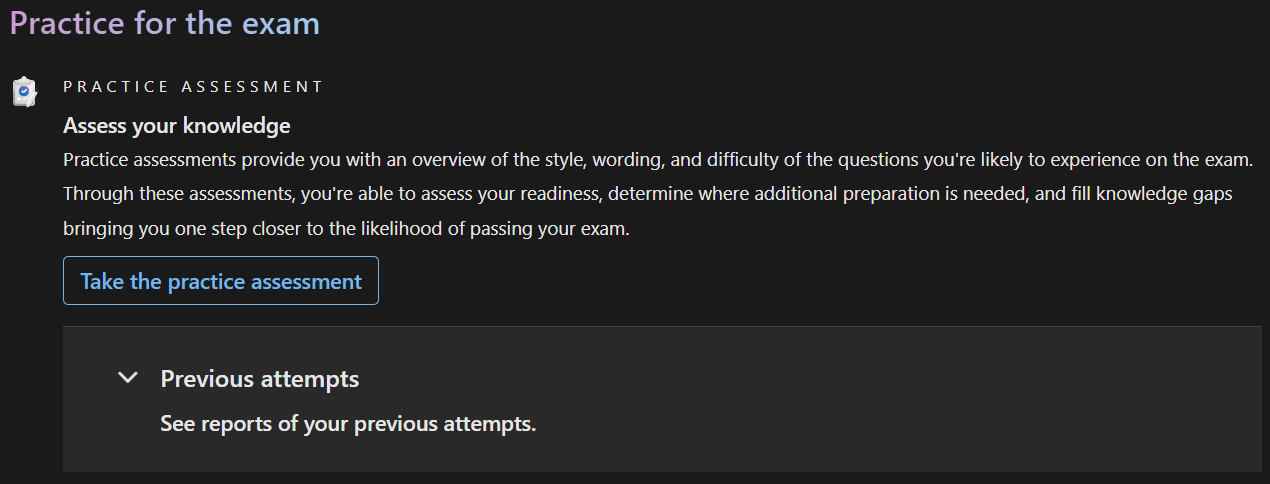 Practice for the exam
PRACTICE ASSESSMENT
Assess your knowledge
Practice assessments provide you with an overview of the style, wording, and difficulty of the questions you're likely to experience on the exam.
Through these assessments, you're able to assess your readiness, determine where additional preparation is needed, and fill knowledge gaps
bringing you one step closer to the likelihood of passing your exam.
Take the practice assessment
Previous attempts
See reports of your previous attempts.